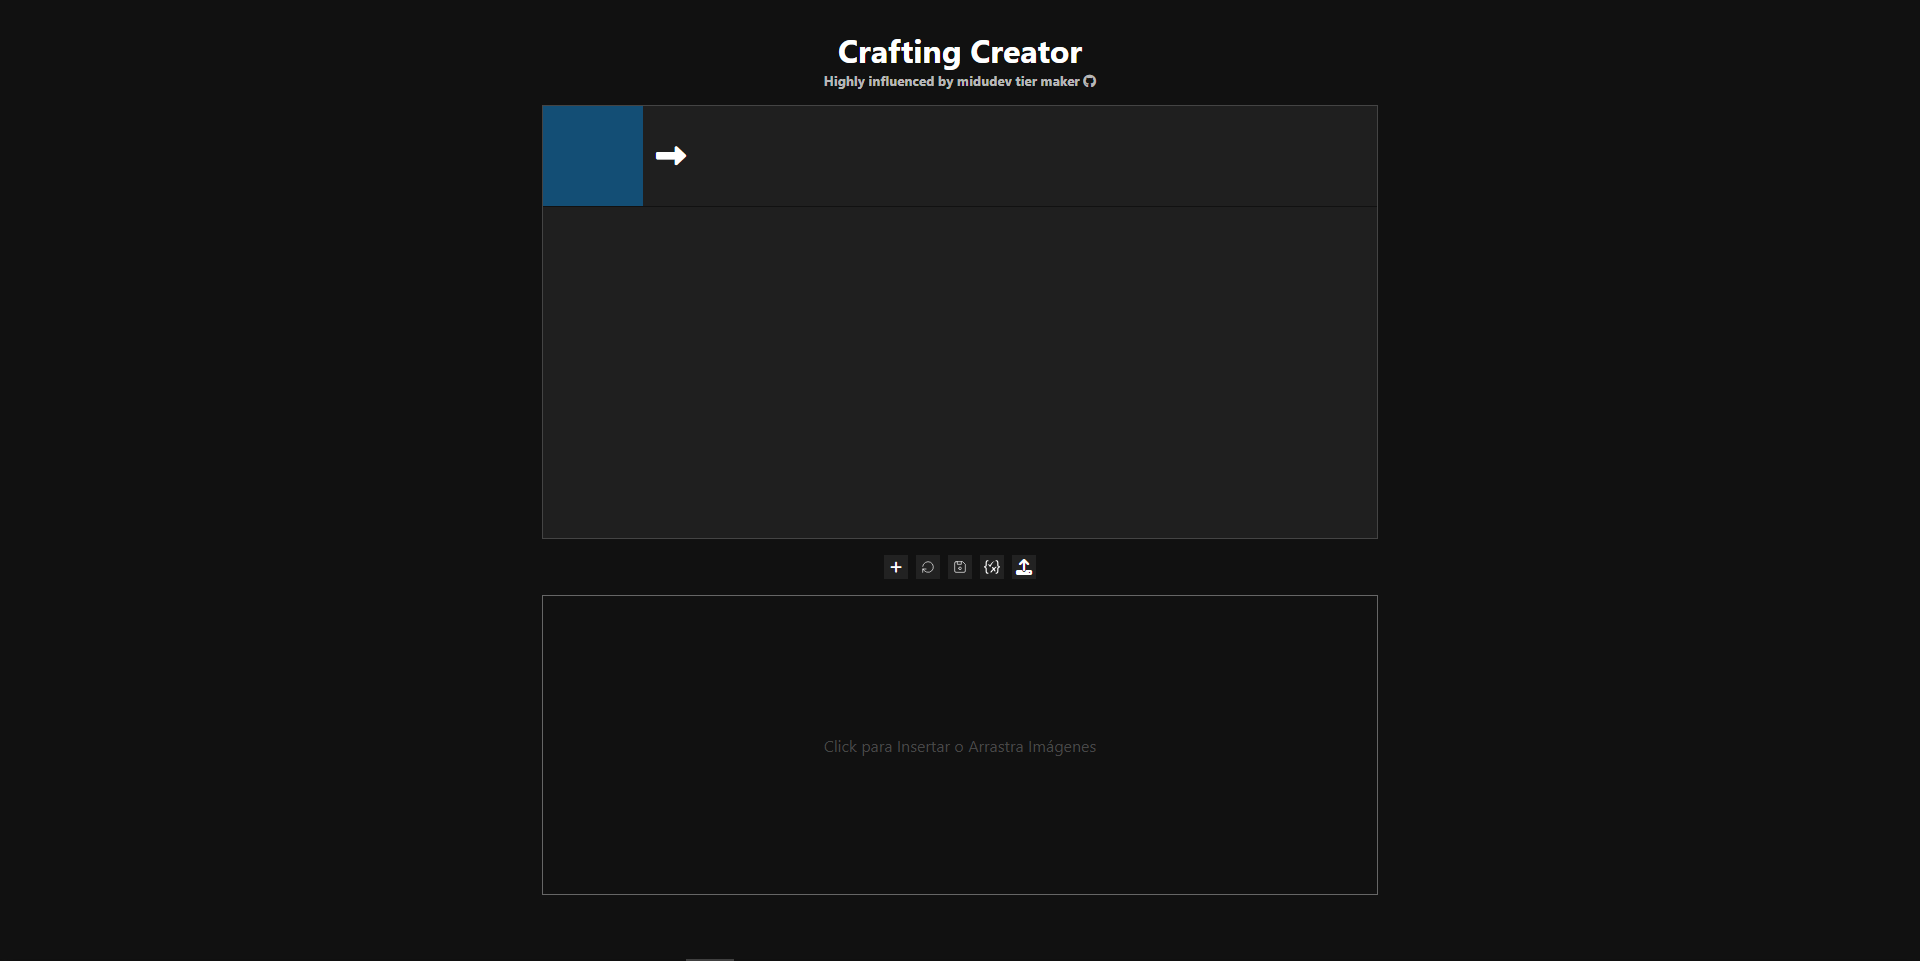 Crafting Creator
Highly influenced by midudev tier maker
Click para Insertar o Arrastra Imágenes